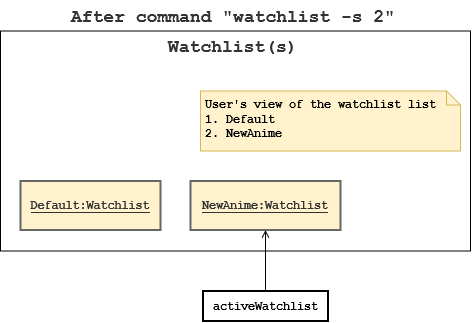 After command "watchlist -s 2"
Watchlist(s)
User's view of the watchlist list
1. Default
2. NewAnime
Default:Watchlist
NewAnime:Watchlist
activeWatchlist